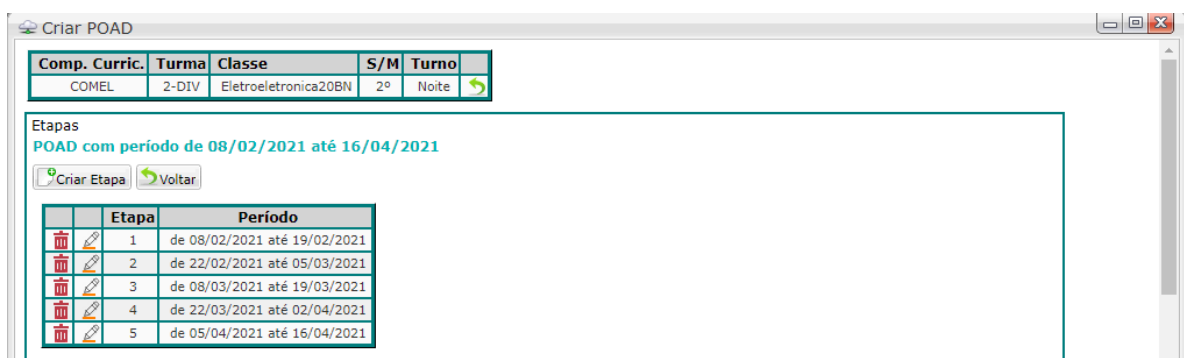 Criar POAD
Comp. Curric. Turma Classe S/M Turno
COMEL 2-DIV Eletroeletronica20BN 2º Noite
Etapas
POAD com período de 08/02/2021 até 16/04/2021
Criar Etapa Voltar
Etapa Período
1 de 08/02/2021 até 19/02/2021
2 de 22/02/2021 até 05/03/2021
3 de 08/03/2021 até 19/03/2021
4 de 22/03/2021 até 02/04/2021
5 de 05/04/2021 até 16/04/2021